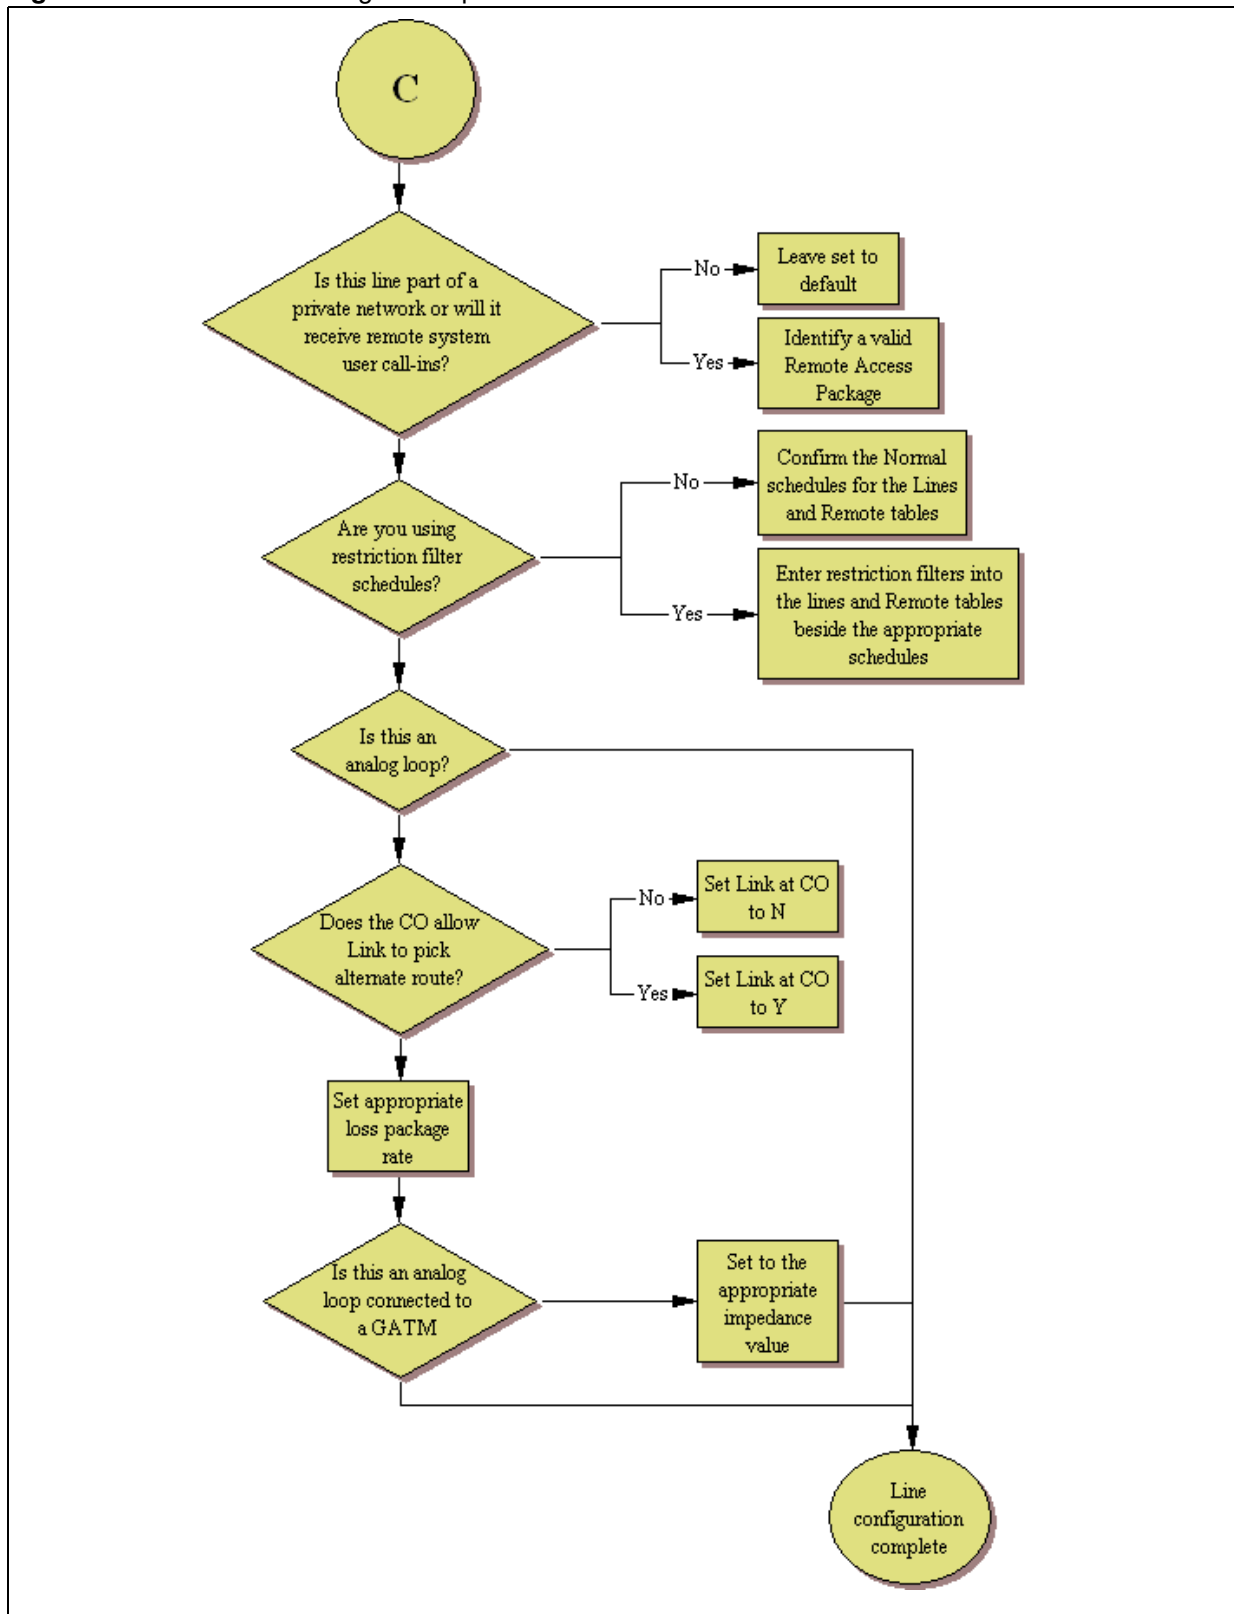 C
Is this line part of a
private network or will it
receive remote system
user call-ins?
No
Leave set to
default
Yes
Identify a valid
Remote Access
Package
Are you using
restriction filter
schedules?
No
Confirm the Normal
schedules for the Lines
and Remote tables
Yes
Enter restriction filters into
the lines and Remote tables
beside the appropriate
schedules
Is this an
analog loop?
Does the CO allow
Link to pick
alternate route?
No
Set Link at CO
to N
Yes
Set Link at CO
to Y
Set appropriate
loss package
rate
Is this an analog
loop connected to
a GATM
Set to the
appropriate
impedance
value
Line
configuration
complete